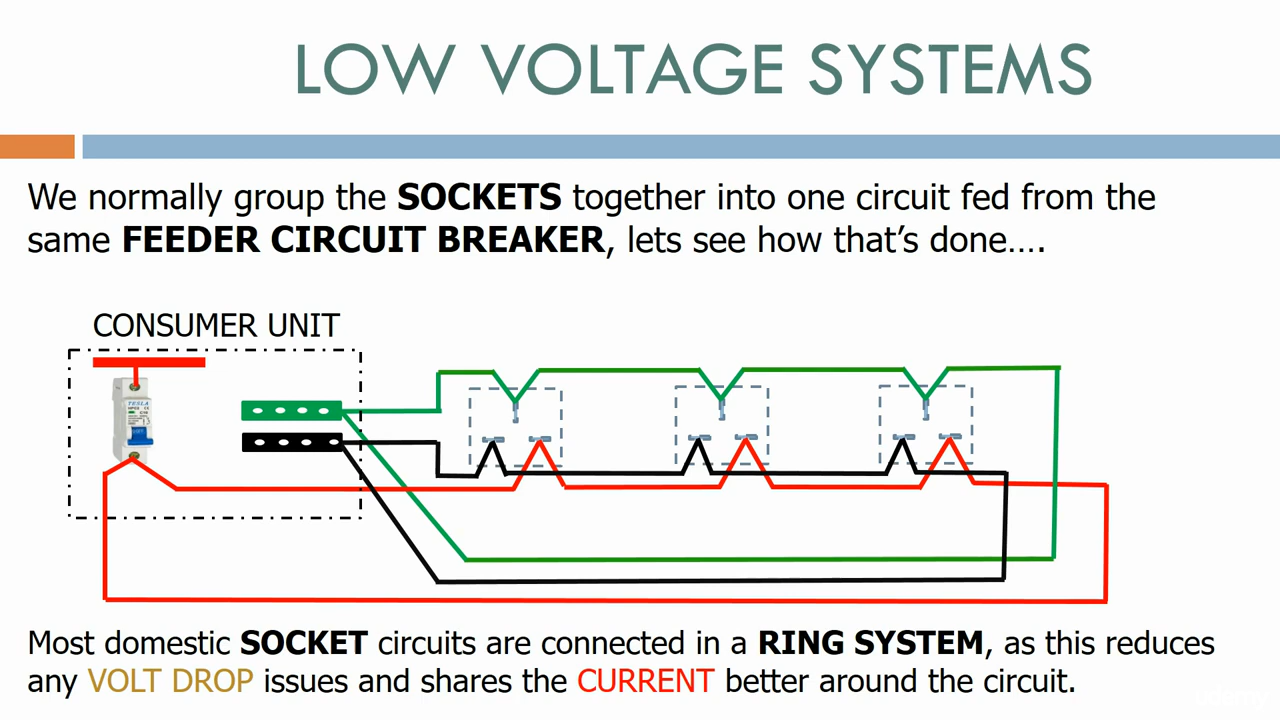 LOW VOLTAGE SYSTEMS
We normally group the SOCKETS together into one circuit fed from the
same FEEDER CIRCUIT BREAKER, lets see how that’s done….
CONSUMER UNIT
TESLA
Most domestic SOCKET circuits are connected in a RING SYSTEM, as this reduces
any VOLT DROP issues and shares the CURRENT better around the circuit.
Udemy